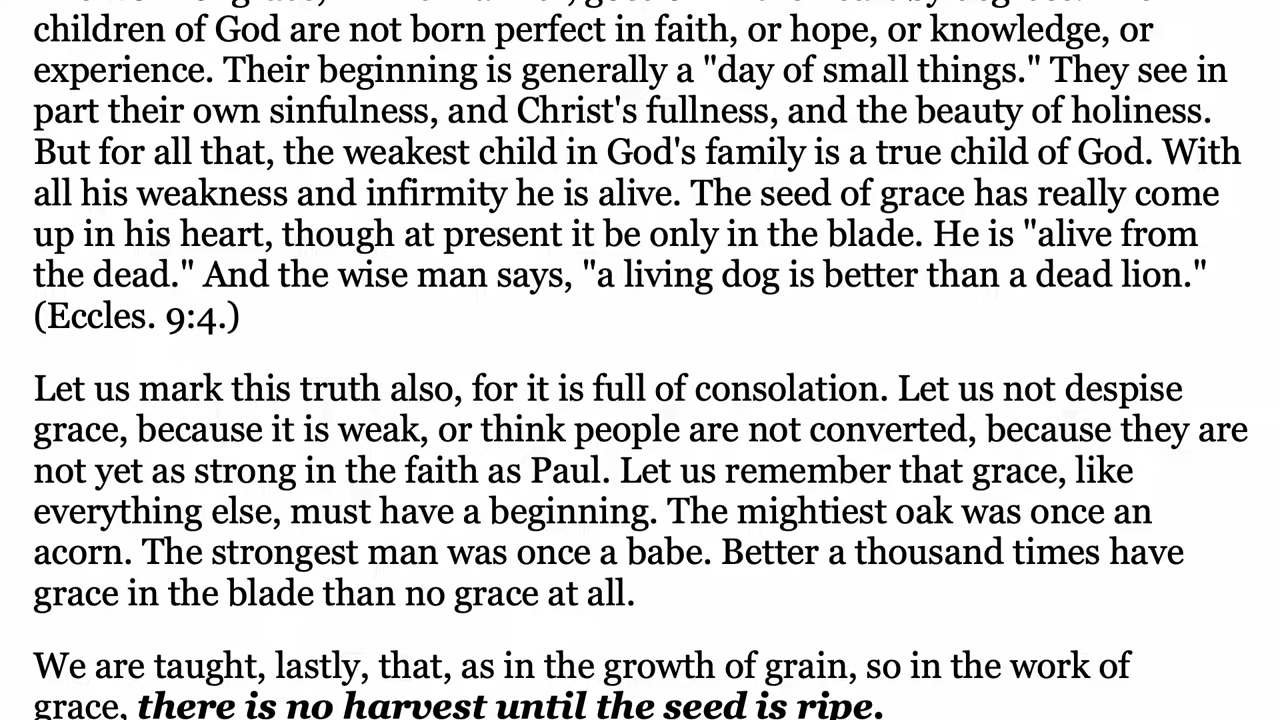 children of God are not born perfect in faith, or hope, or knowledge, or
experience. Their beginning is generally a "day of small things." They see in
part their own sinfulness, and Christ's fullness, and the beauty of holiness.
But for all that, the weakest child in God's family is a true child of God. With
all his weakness and infirmity he is alive. The seed of grace has really come
up in his heart, though at present it be only in the blade. He is "alive from
the dead." And the wise man says, "a living dog is better than a dead lion."
(Eccles. 9:4.)
Let us mark this truth also, for it is full of consolation. Let us not despise
grace, because it is weak, or think people are not converted, because they are
not yet as strong in the faith as Paul. Let us remember that grace, like
everything else, must have a beginning. The mightiest oak was once an
acorn. The strongest man was once a babe. Better a thousand times have
grace in the blade than no grace at all.
We are taught, lastly, that, as in the growth of grain, so in the work of
grace, there is no harvest until the seed is ripe.